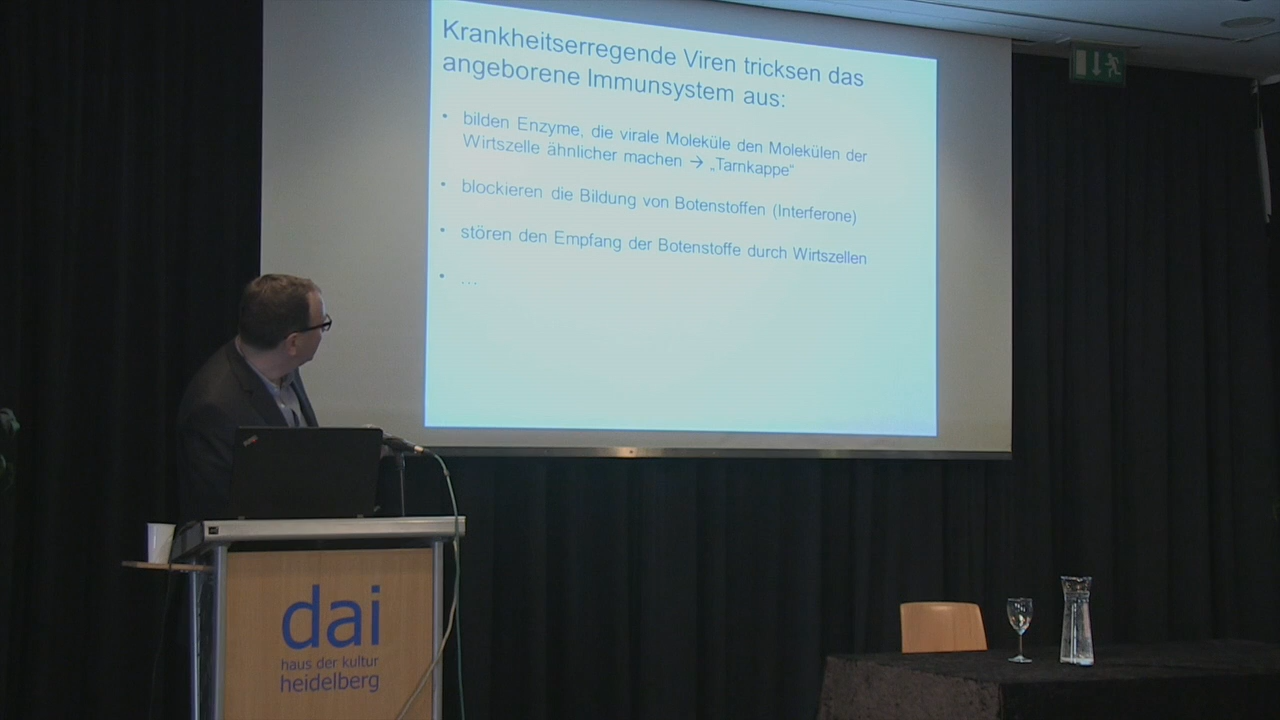 Krankheitserregende Viren tricksen das
angeborene Immunsystem aus:
• bilden Enzyme, die virale Moleküle den Molekülen der
Wirtszelle ähnlicher machen → „Tarnkappe“
• blockieren die Bildung von Botenstoffen (Interferone)
• stören den Empfang der Botenstoffe durch Wirtszellen
• …
dai
haus der kultur
heidelberg